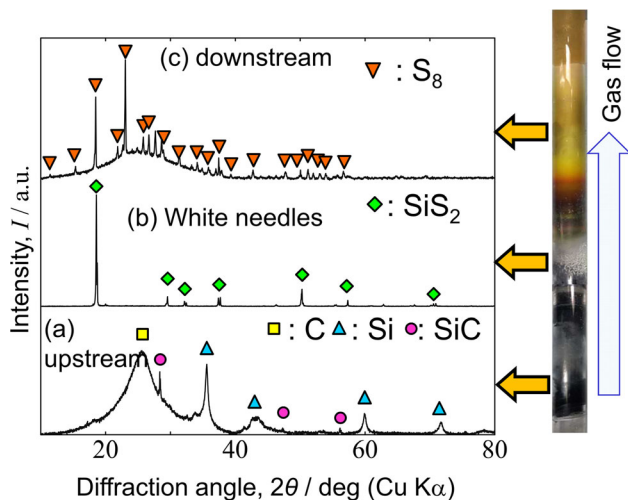 (c) downstream
: S8
(b) White needles
: SiS2
(a)
upstream
: C
: Si
: SiC
20
40
60
80
Diffraction angle, 2θ / deg (Cu Kα)
Intensity, I / a.u.
Gas flow